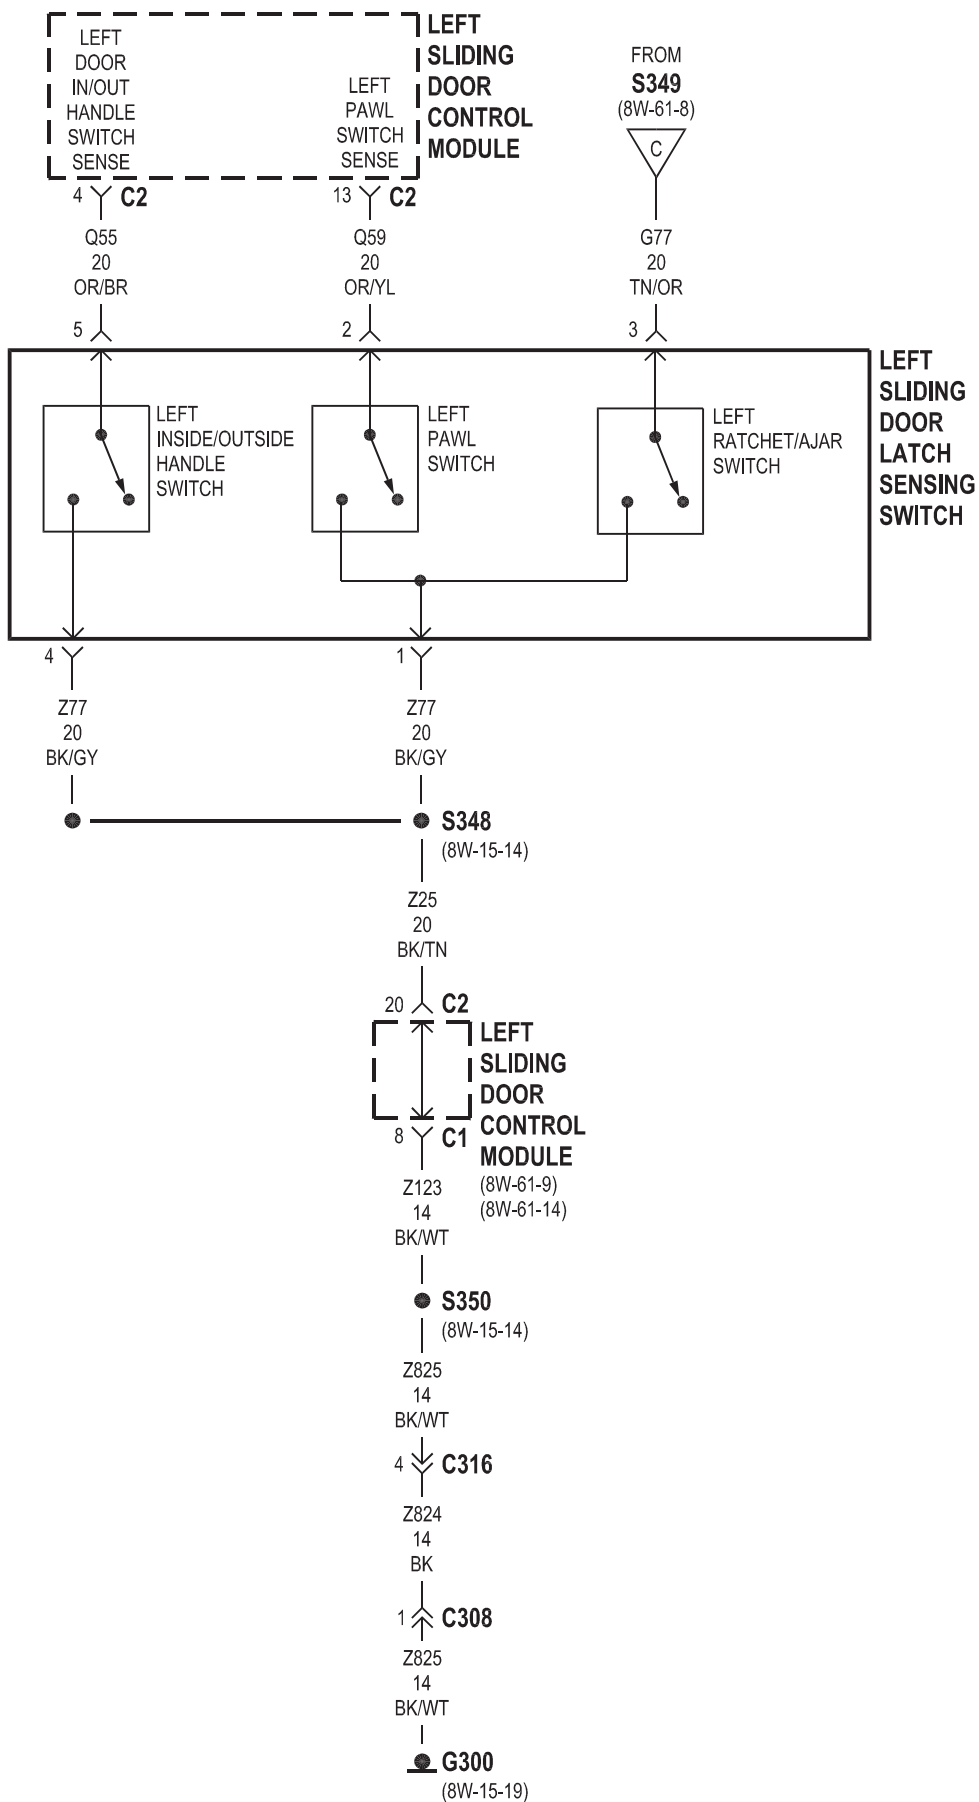 LEFT
DOOR
IN/OUT
HANDLE
SWITCH
SENSE
LEFT
PAWL
SWITCH
SENSE
LEFT
SLIDING
DOOR
CONTROL
MODULE
FROM
S349
(8W-61-8)
C
4 C2
13 C2
Q55
20
OR/BR
Q59
20
OR/YL
G77
20
TN/OR
5
2
3
LEFT
INSIDE/OUTSIDE
HANDLE
SWITCH
LEFT
PAWL
SWITCH
LEFT
RATCHET/AJAR
SWITCH
LEFT
SLIDING
DOOR
LATCH
SENSING
SWITCH
4
1
Z77
20
BK/GY
Z77
20
BK/GY
S348
(8W-15-14)
Z25
20
BK/TN
20 C2
LEFT
SLIDING
DOOR
CONTROL
MODULE
(8W-61-9)
(8W-61-14)
8 C1
Z123
14
BK/WT
S350
(8W-15-14)
Z825
14
BK/WT
4 C316
Z824
14
BK
1 C308
Z825
14
BK/WT
G300
(8W-15-19)